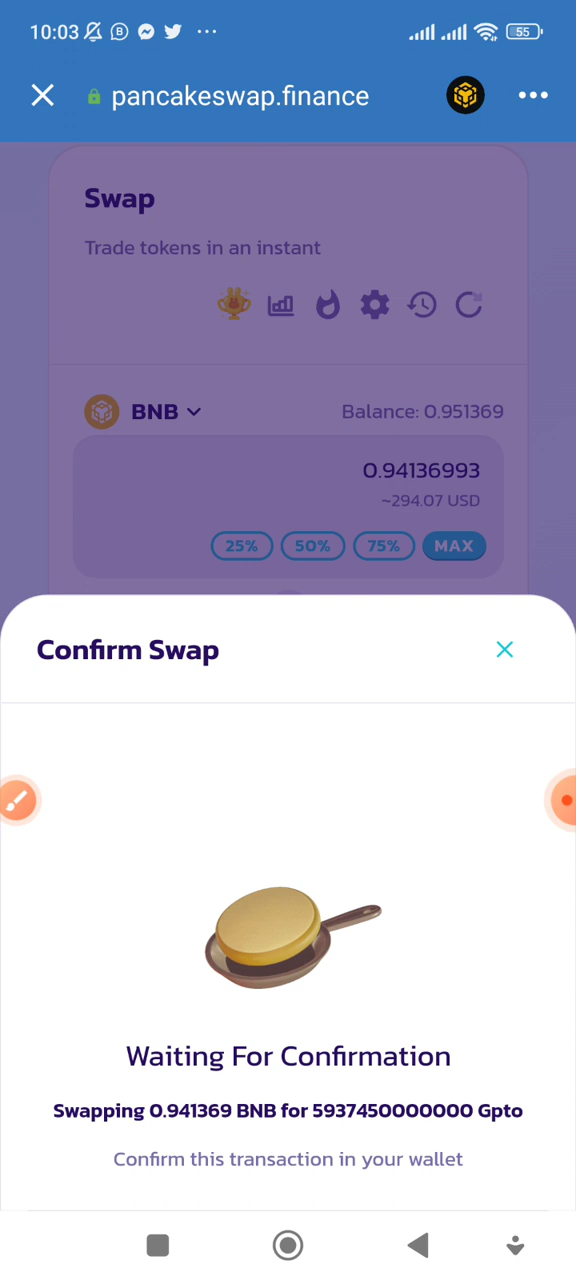 10:03
55
pancakeswap.finance
Swap
Trade tokens in an instant
BNB
Balance: 0.951369
0.94136993
~294.07 USD
25% 50% 75% MAX
Confirm Swap
Waiting For Confirmation
Swapping 0.941369 BNB for 5937450000000 Gpto
Confirm this transaction in your wallet